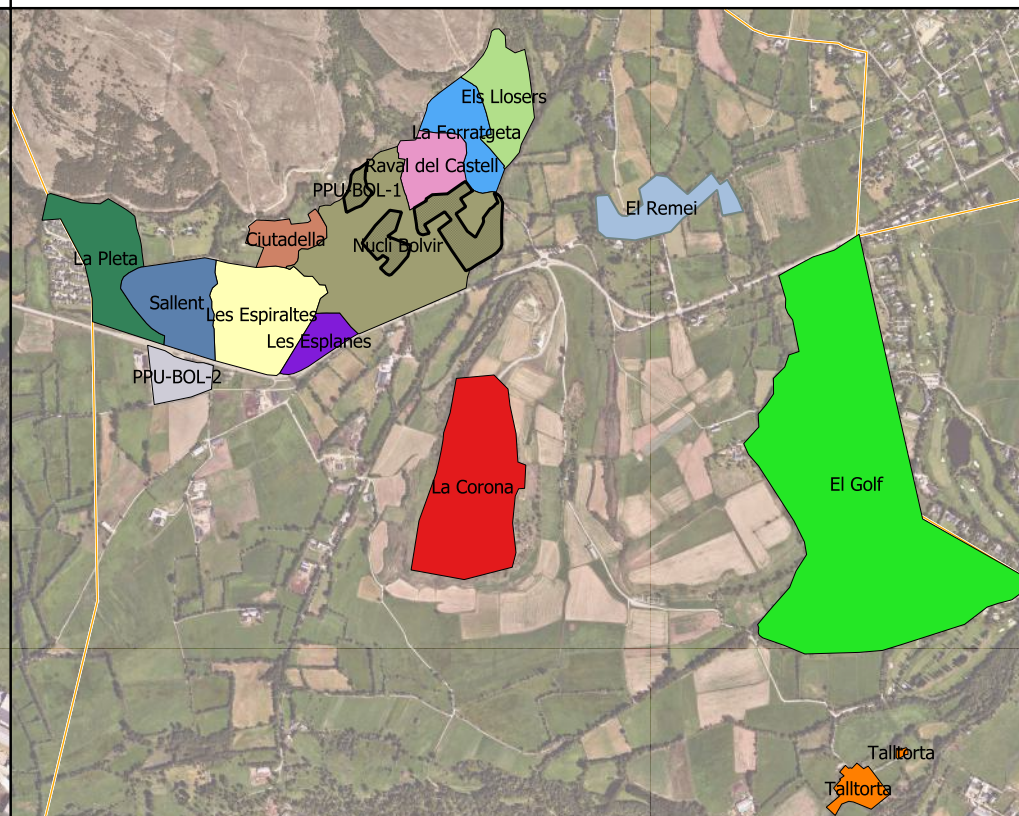 Els Llosers
La Ferratgeta
Raval del Castell
PPU-BOL-1
El Remei
Ciutadella
Nucli Bolvir
La Pleta
Sallent
Les Espiraltes
Les Esplanes
PPU-BOL-2
La Corona
El Golf
Talltorta
Talltorta